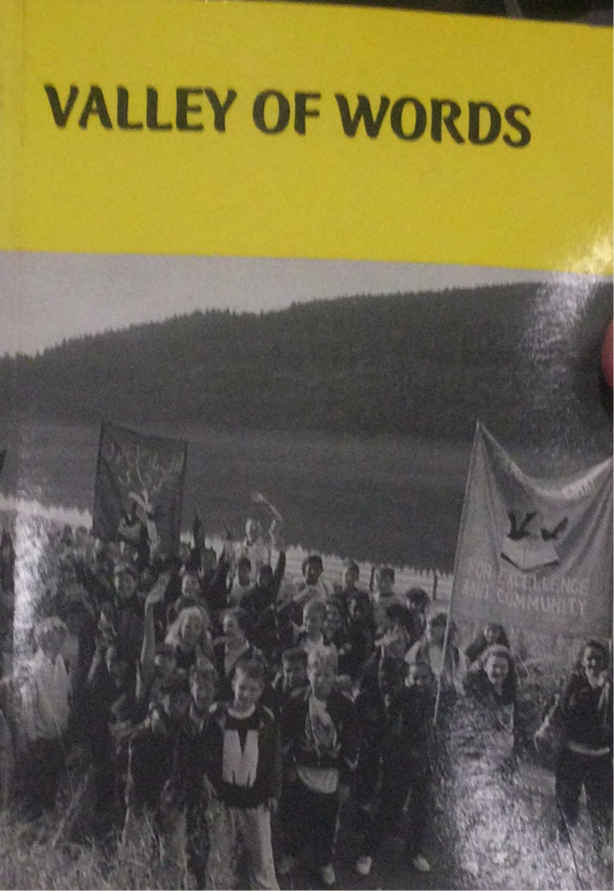 VALLEY OF WORDS
FOR EXCELLENCE
AND COMMUNITY
M